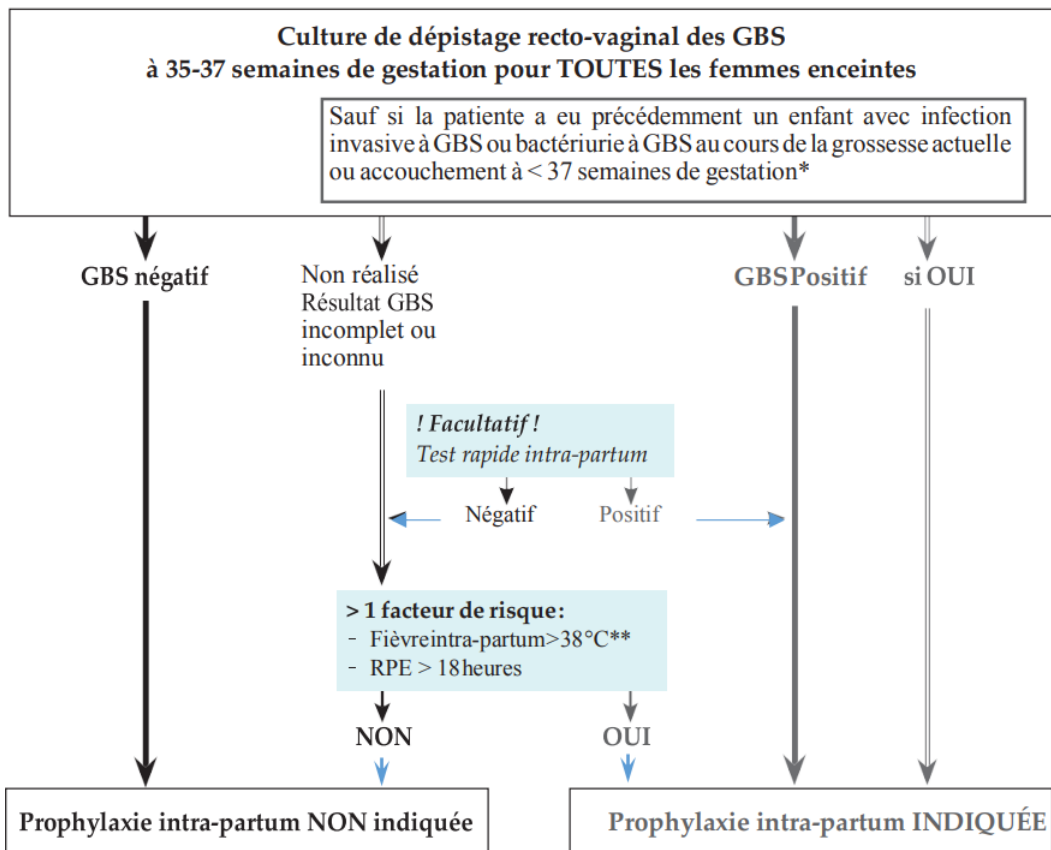 Culture de dépistage recto-vaginal des GBS
à 35-37 semaines de gestation pour TOUTES les femmes enceintes
Sauf si la patiente a eu précédemment un enfant avec infection
invasive à GBS ou bactériurie à GBS au cours de la grossesse actuelle
ou accouchement à < 37 semaines de gestation*
GBS négatif
Non réalisé
Résultat GBS
incomplet ou
inconnu
GBS Positif
si OUI
! Facultatif !
Test rapide intra-partum
Négatif
Positif
> 1 facteur de risque:
- Fièvreintra-partum>38°C**
- RPE > 18heures
NON
OUI
Prophylaxie intra-partum NON indiquée
Prophylaxie intra-partum INDIQUÉE